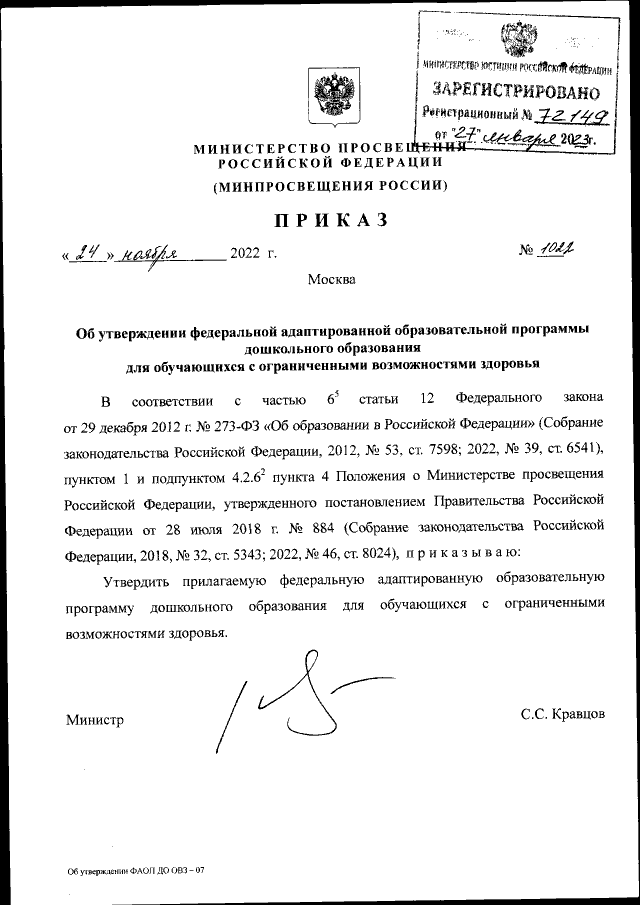 МИНИСТЕРСТВО ЮСТИЦИИ РОССИЙСКОЙ ФЕДЕРАЦИИ
ЗАРЕГИСТРИРОВАНО
Регистрационный № 72149
от "27" января 2023г.
МИНИСТЕРСТВО ПРОСВЕЩЕНИЯ
РОССИЙСКОЙ ФЕДЕРАЦИИ
(МИНПРОСВЕЩЕНИЯ РОССИИ)
ПРИКАЗ
«24» ноября 2022 г.
№ 1022
Москва
Об утверждении федеральной адаптированной образовательной программы
дошкольного образования
для обучающихся с ограниченными возможностями здоровья
В соответствии с частью 6⁵ статьи 12 Федерального закона
от 29 декабря 2012 г. № 273-ФЗ «Об образовании в Российской Федерации» (Собрание
законодательства Российской Федерации, 2012, № 53, ст. 7598; 2022, № 39, ст. 6541),
пунктом 1 и подпунктом 4.2.6² пункта 4 Положения о Министерстве просвещения
Российской Федерации, утвержденного постановлением Правительства Российской
Федерации от 28 июля 2018 г. № 884 (Собрание законодательства Российской
Федерации, 2018, № 32, ст. 5343; 2022, № 46, ст. 8024), приказываю:
Утвердить прилагаемую федеральную адаптированную образовательную
программу дошкольного образования для обучающихся с ограниченными
возможностями здоровья.
Министр
С.С. Кравцов
Об утверждении ФАОП ДО ОВЗ – 07